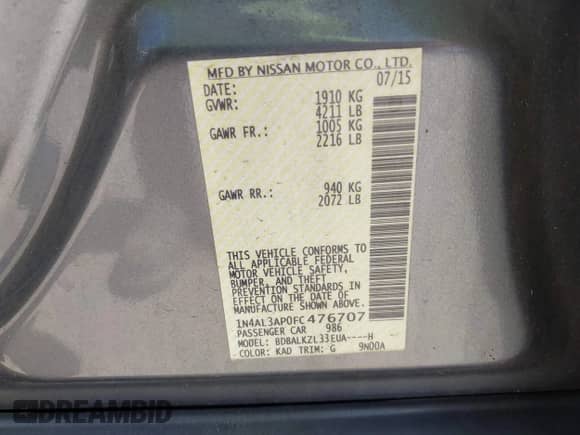 MFD BY NISSAN MOTOR CO., LTD.
DATE: 07/15
GVWR: 1910 KG
4211 LB
GAWR FR.: 1005 KG
2216 LB
GAWR RR.: 940 KG
2072 LB
THIS VEHICLE CONFORMS TO
ALL APPLICABLE FEDERAL
MOTOR VEHICLE SAFETY,
BUMPER, AND THEFT
PREVENTION STANDARDS IN
EFFECT ON THE DATE OF
MANUFACTURE SHOWN ABOVE.
1N4AL3AP0FC476707
PASSENGER CAR 986
MODEL: BDBALKZL33EUA----H
COLOR: KAD TRIM: G 9N00A
DREAMBID